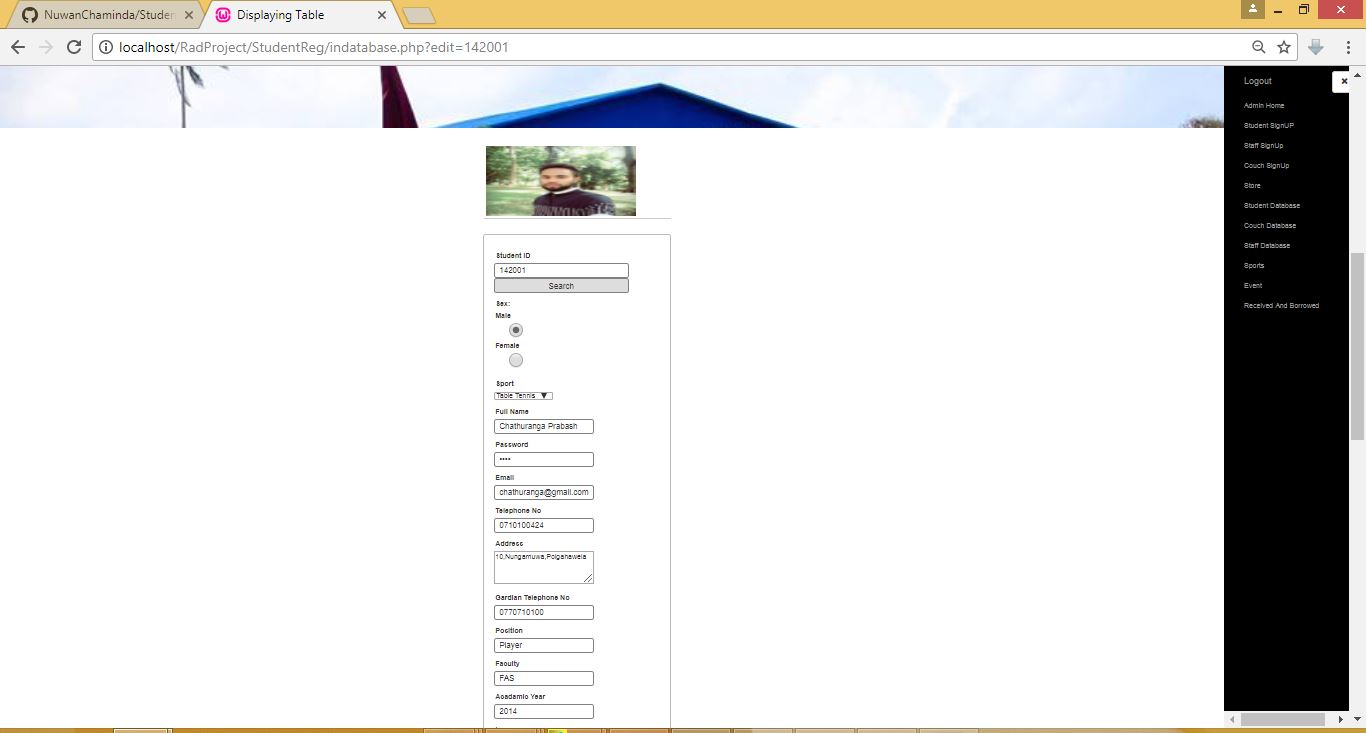 NuwanChaminda/Studen
Displaying Table
localhost/RadProject/StudentReg/indatabase.php?edit=142001
Logout
Admin Home
Student SignUP
Staff SignUp
Couch SignUp
Store
Student Database
Couch Database
Staff Database
Sports
Event
Received And Borrowed
Student ID
142001
Search
Sex:
Male
Female
Sport
Table Tennis
Full Name
Chathuranga Prabash
Password
••••
Email
chathuranga@gmail.com
Telephone No
0710100424
Address
10,Nungamuwa,Polgahawela
Gardian Telephone No
0770710100
Position
Player
Faculty
FAS
Acadamic Year
2014